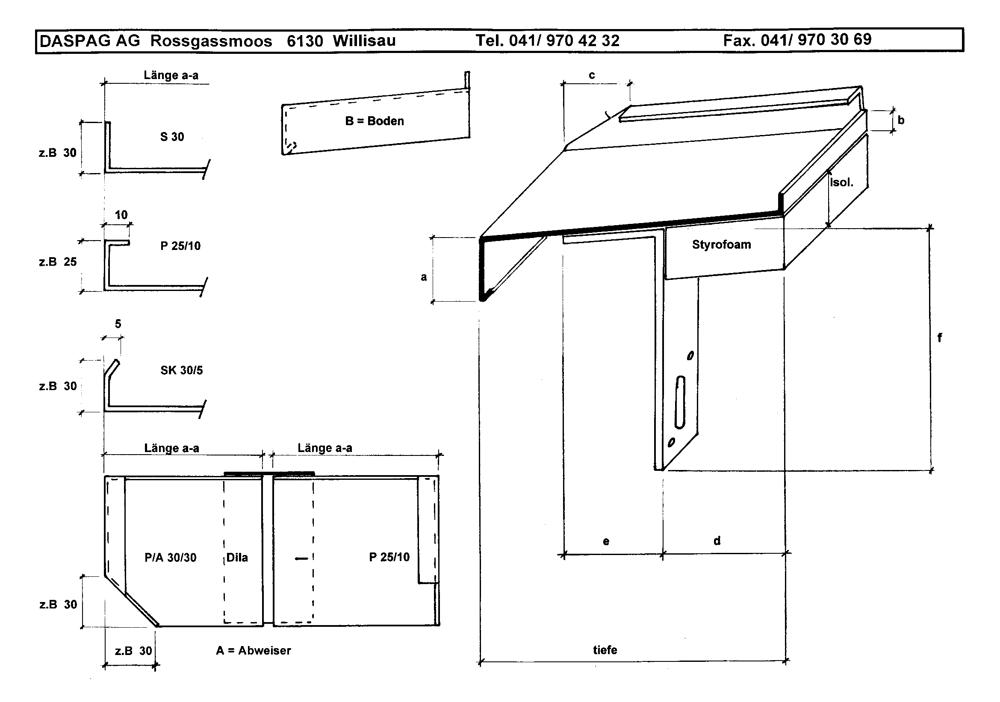 DASPAG AG Rossgassmoos 6130 Willisau Tel. 041/ 970 42 32 Fax. 041/ 970 30 69
Länge a-a
S 30
z.B 30
B = Boden
10
P 25/10
z.B 25
5
SK 30/5
z.B 30
Länge a-a
Länge a-a
P/A 30/30
Dila
P 25/10
z.B 30
z.B 30
A = Abweiser
c
b
Isol.
Styrofoam
a
f
e
d
tiefe